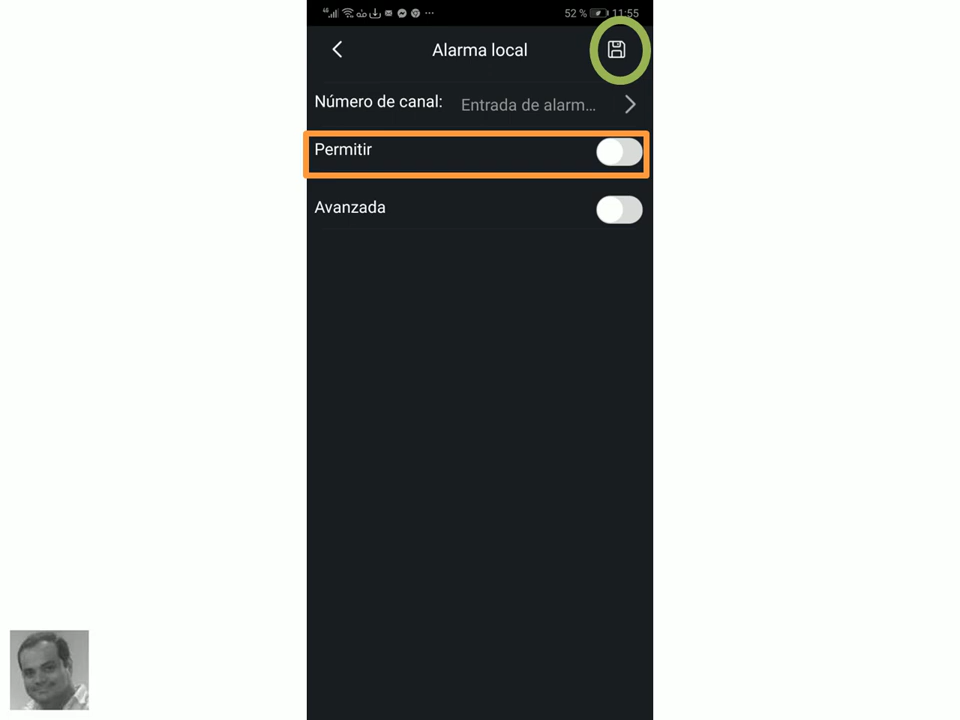 52 % 11:55
Alarma local
Número de canal: Entrada de alarm...
Permitir
Avanzada